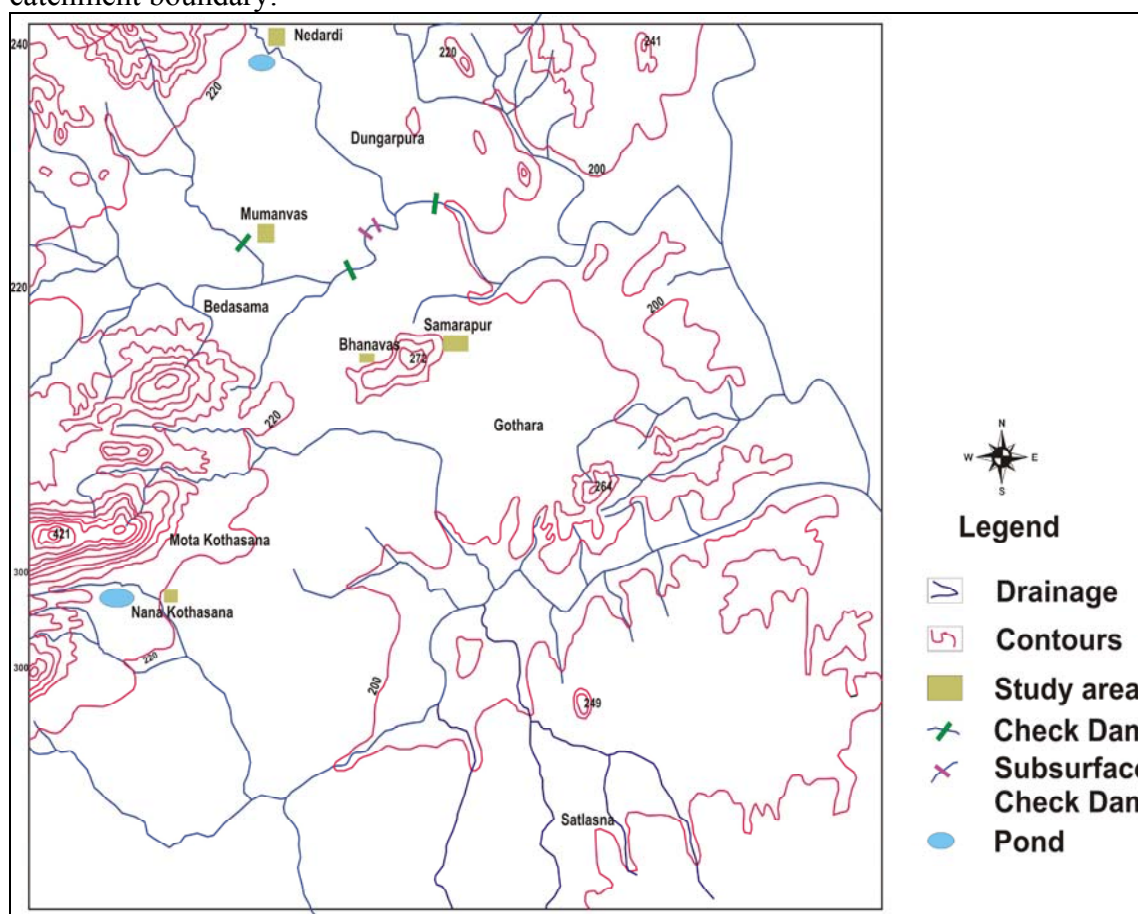 catchment boundary.
240
Nedardi
220
241
220
Dungarpura
200
Mumanvas
220
Bedasama
200
Samarapur
Bhanavas
272
220
Gothara
264
421
Mota Kothasana
300
Nana Kothasana
300
200
249
Satlasna
N
W E
S
Legend
Drainage
Contours
Study area
Check Dam
Subsurface
Check Dam
Pond